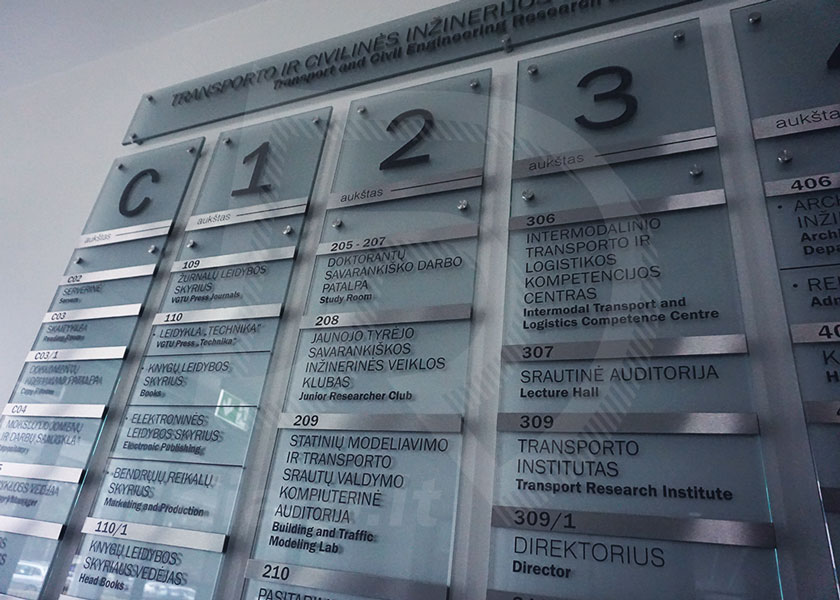 TRANSPORTO IR CIVILINĖS INŽINERIJOS
Transport and Civil Engineering Research
C
aukštas
C02
SERVERINĖ
C03
SKAITYKLA
C03/1
C04
1
aukštas
109
ŽURNALŲ LEIDYBOS
SKYRIUS
VGTU Press Journals
110
LEIDYKLA „TECHNIKA“
VGTU Press „Technika“
KNYGŲ LEIDYBOS
SKYRIUS
Books
ELEKTRONINĖS
LEIDYBOS SKYRIUS
Electronic Publishing
BENDRŲJŲ REIKALŲ
SKYRIUS
Marketing and Production
110/1
KNYGŲ LEIDYBOS
SKYRIAUS VEDĖJAS
Head Books
2
aukštas
205 - 207
DOKTORANTŲ
SAVARANKIŠKO DARBO
PATALPA
Study Room
208
JAUNOJO TYRĖJO
SAVARANKIŠKOS
INŽINERINĖS VEIKLOS
KLUBAS
Junior Researcher Club
209
STATINIŲ MODELIAVIMO
IR TRANSPORTO
SRAUTŲ VALDYMO
KOMPIUTERINĖ
AUDITORIJA
Building and Traffic
Modeling Lab
210
3
aukštas
306
INTERMODALINIO
TRANSPORTO IR
LOGISTIKOS
KOMPETENCIJOS
CENTRAS
Intermodal Transport and
Logistics Competence Centre
307
SRAUTINĖ AUDITORIJA
Lecture Hall
309
TRANSPORTO
INSTITUTAS
Transport Research Institute
309/1
DIREKTORIUS
Director
aukštas
406